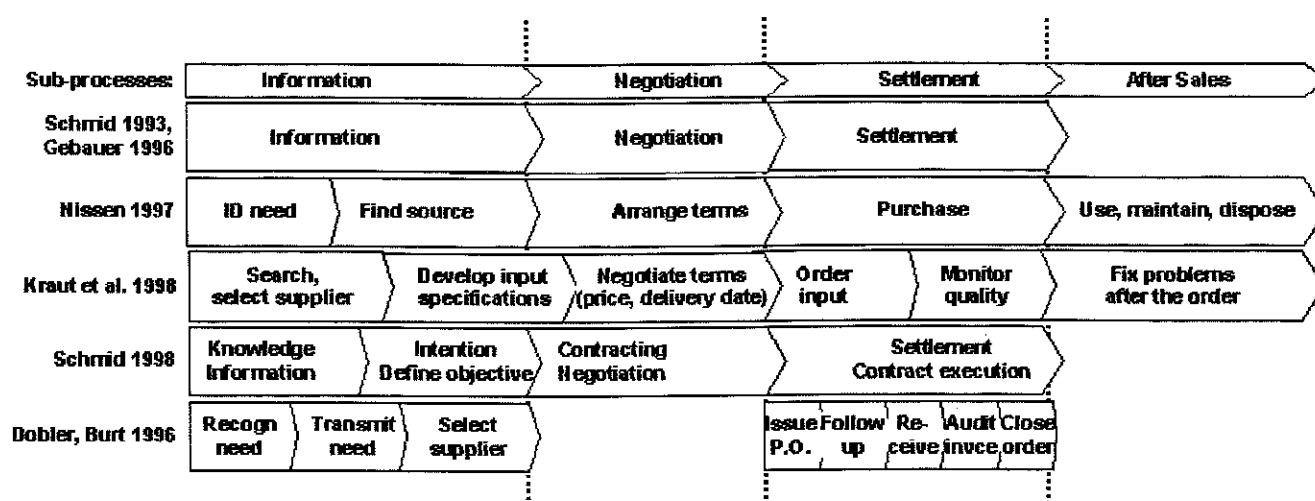 Sub-processes: Information Negotiation Settlement After Sales
Schmid 1993,
Gebauer 1996 Information Negotiation Settlement
Nissen 1997 ID need Find source Arrange terms Purchase Use, maintain, dispose
Kraut et al. 1998 Search, Develop input Negotiate terms Order Monitor Fix problems
select supplier specifications (price, delivery date) input quality after the order
Schmid 1998 Knowledge Intention Contracting Settlement
Information Define objective Negotiation Contract execution
Dobler, Burt 1996 Recogn Transmit Select Issue Follow Re- Audit Close
need need supplier P.O. up ceive invce order